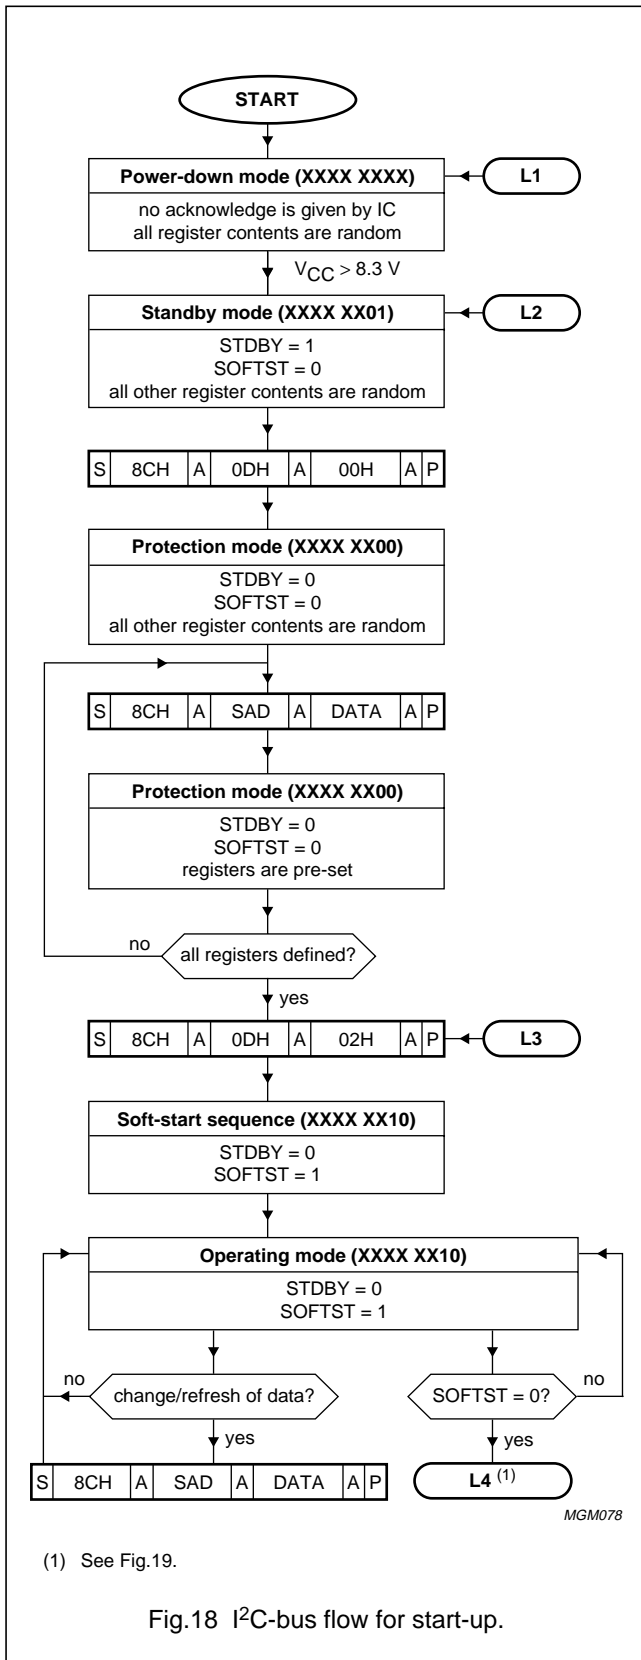 START
Power-down mode (XXXX XXXX)
L1
no acknowledge is given by IC
all register contents are random
VCC > 8.3 V
Standby mode (XXXX XX01)
L2
STDBY = 1
SOFTST = 0
all other register contents are random
S 8CH A 0DH A 00H A P
Protection mode (XXXX XX00)
STDBY = 0
SOFTST = 0
all other register contents are random
S 8CH A SAD A DATA A P
Protection mode (XXXX XX00)
STDBY = 0
SOFTST = 0
registers are pre-set
no
all registers defined?
yes
S 8CH A 0DH A 02H A P
L3
Soft-start sequence (XXXX XX10)
STDBY = 0
SOFTST = 1
Operating mode (XXXX XX10)
STDBY = 0
SOFTST = 1
no
change/refresh of data?
SOFTST = 0?
no
yes
yes
S 8CH A SAD A DATA A P
L4 (1)
MGM078
(1) See Fig.19.
Fig.18 I²C-bus flow for start-up.